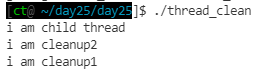 [ct@ ~/day25/day25]$ ./thread_clean
i am child thread
i am cleanup2
i am cleanup1